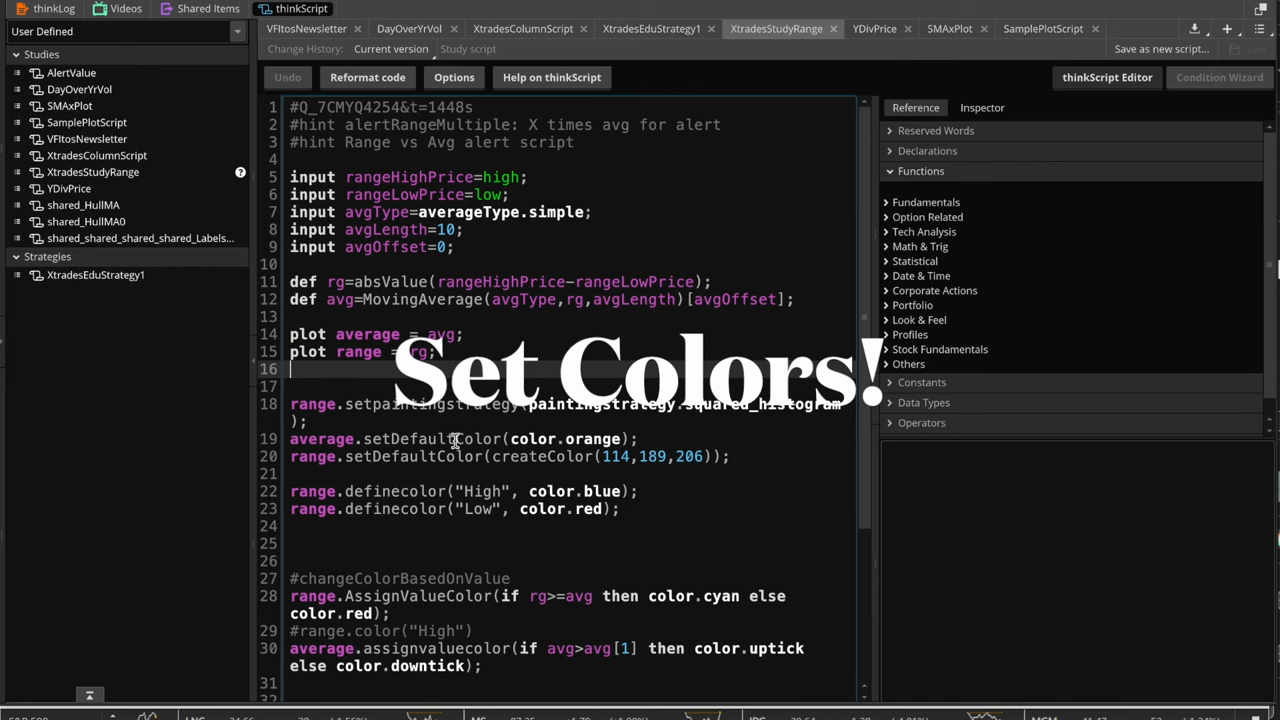 thinkLog Videos Shared Items thinkScript
User Defined
VFItosNewsletter DayOverYrVol XtradesColumnScript XtradesEduStrategy1 XtradesStudyRange YDivPrice SMAxPlot SamplePlotScript
Change History: Current version Study script Save as new script... Save
Undo Reformat code Options Help on thinkScript thinkScript Editor Condition Wizard
Studies
AlertValue
DayOverYrVol
SMAxPlot
SamplePlotScript
VFItosNewsletter
XtradesColumnScript
XtradesStudyRange
YDivPrice
shared_HullMA
shared_HullMA0
shared_shared_shared_shared_Labels...
Strategies
XtradesEduStrategy1
1 #Q_7CMYQ4254&t=1448s
2 #hint alertRangeMultiple: X times avg for alert
3 #hint Range vs Avg alert script
4
5 input rangeHighPrice=high;
6 input rangeLowPrice=low;
7 input avgType=averageType.simple;
8 input avgLength=10;
9 input avgOffset=0;
10
11 def rg=absValue(rangeHighPrice-rangeLowPrice);
12 def avg=MovingAverage(avgType,rg,avgLength)[avgOffset];
13
14 plot average = avg;
15 plot range = rg;
16
17
Set Colors!
18 range.setpaintingstrategy(paintingstrategy.squared_histogram
);
19 average.setDefaultColor(color.orange);
20 range.setDefaultColor(createColor(114,189,206));
21
22 range.definecolor("High", color.blue);
23 range.definecolor("Low", color.red);
24
25
26
27 #changeColorBasedOnValue
28 range.AssignValueColor(if rg>=avg then color.cyan else
color.red);
29 #range.color("High")
30 average.assignvaluecolor(if avg>avg[1] then color.uptick
else color.downtick);
31
Reference Inspector
Reserved Words
Declarations
Functions
Fundamentals
Option Related
Tech Analysis
Math & Trig
Statistical
Date & Time
Corporate Actions
Portfolio
Look & Feel
Profiles
Stock Fundamentals
Others
Constants
Data Types
Operators